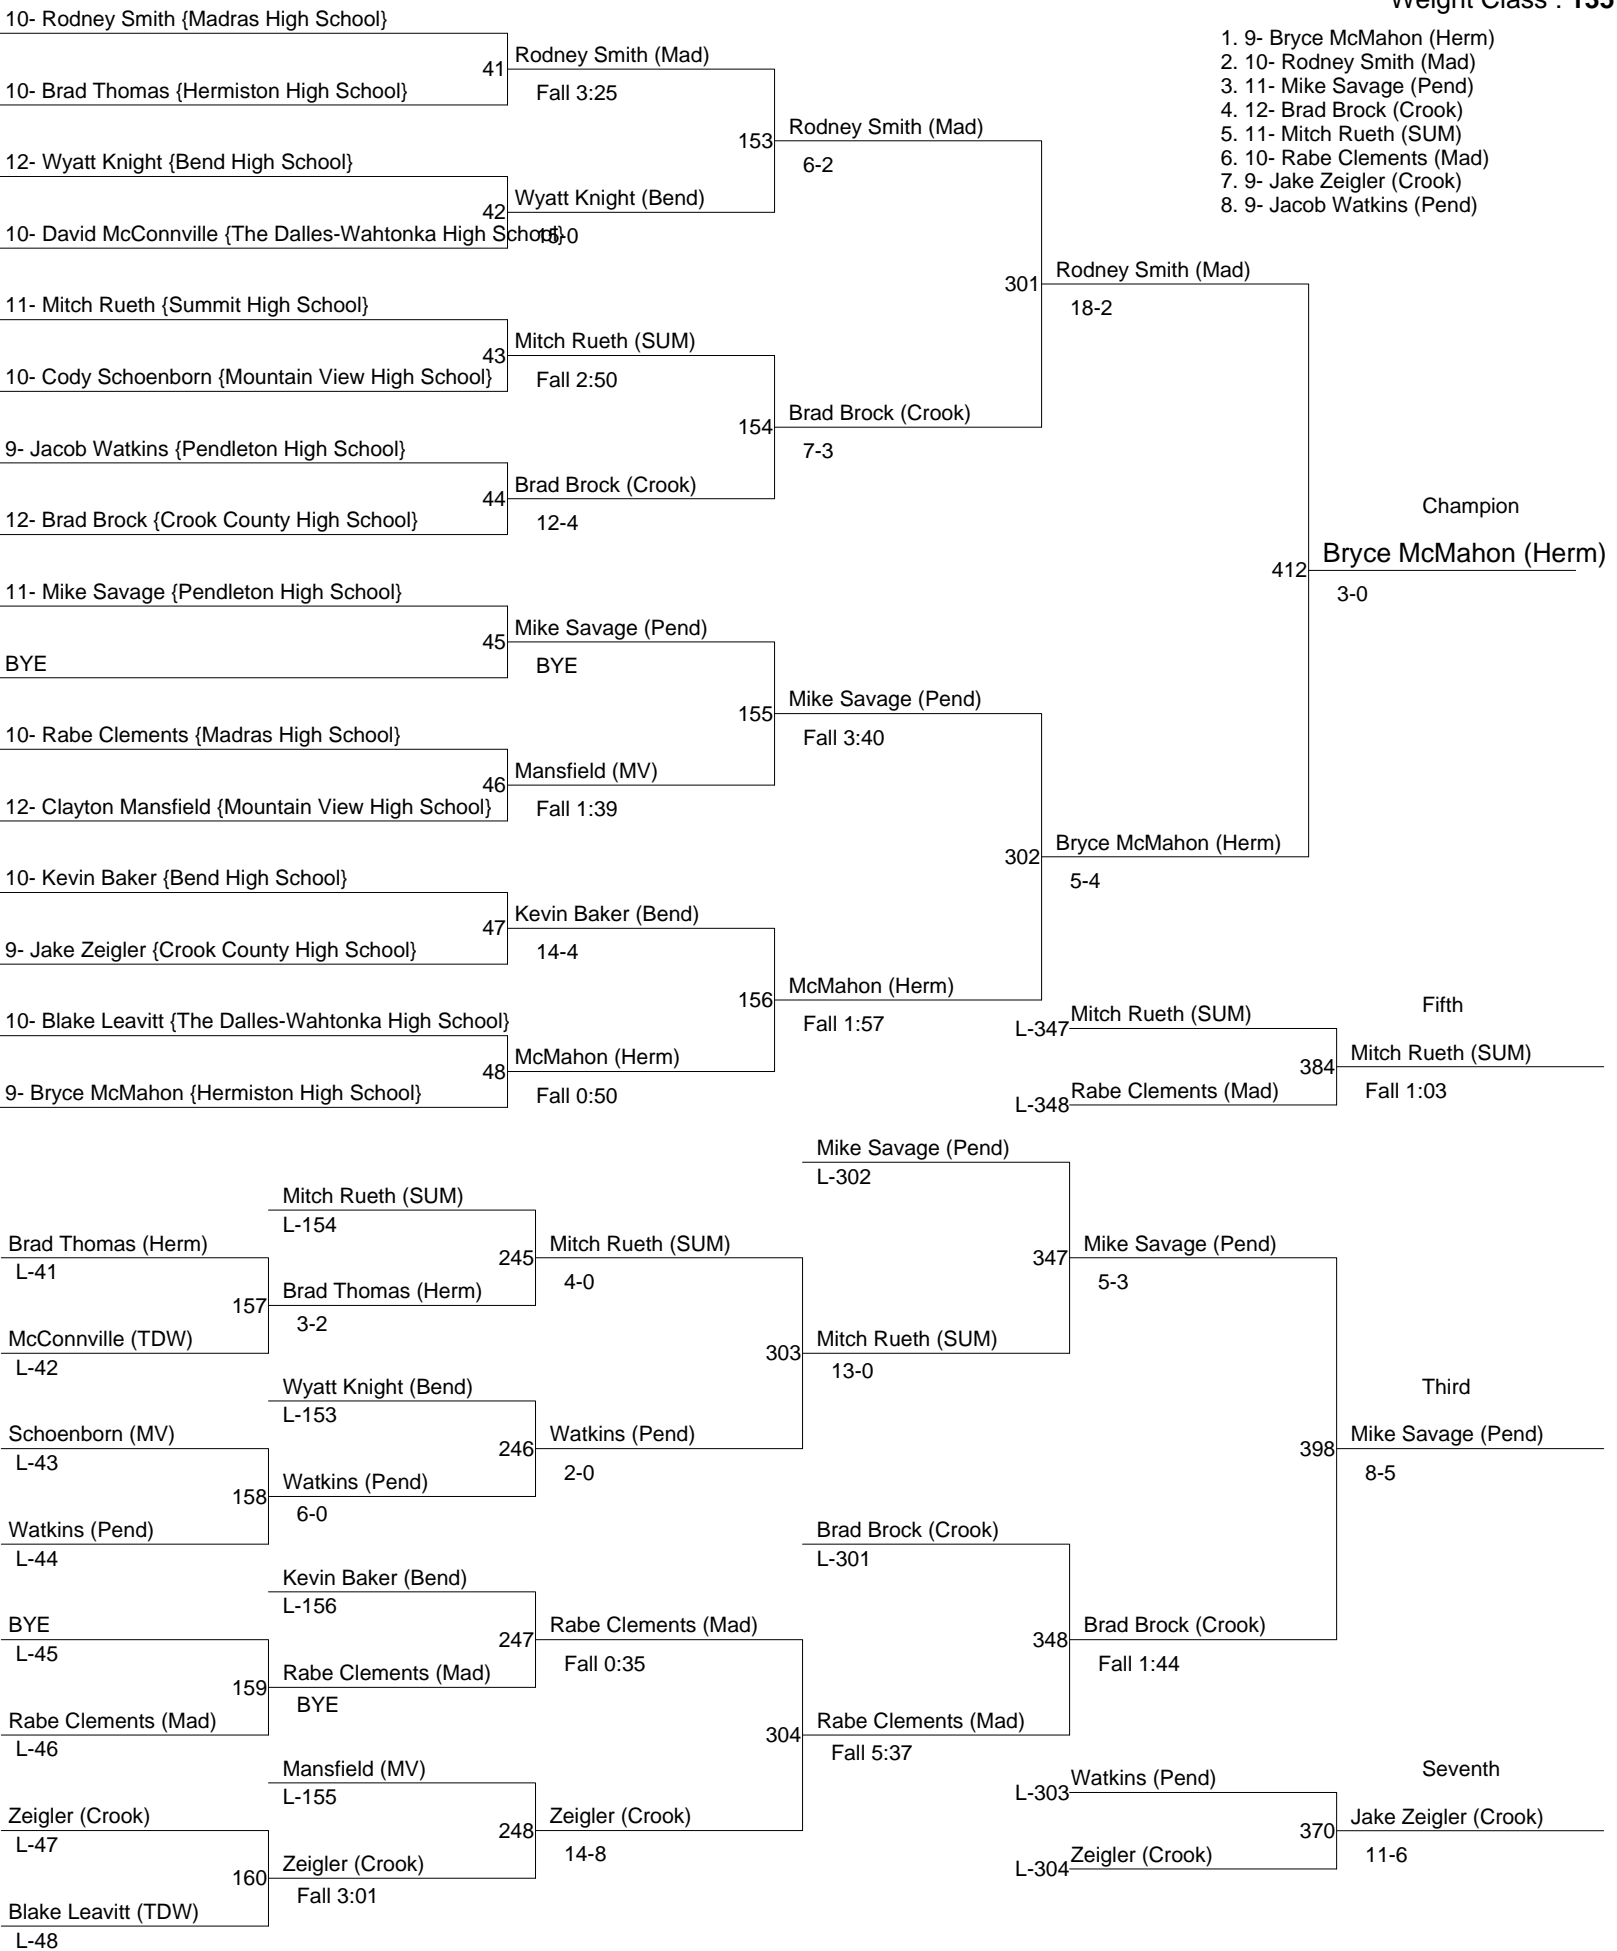 Weight Class : 135
1. 9- Bryce McMahon (Herm)
2. 10- Rodney Smith (Mad)
3. 11- Mike Savage (Pend)
4. 12- Brad Brock (Crook)
5. 11- Mitch Rueth (SUM)
6. 10- Rabe Clements (Mad)
7. 9- Jake Zeigler (Crook)
8. 9- Jacob Watkins (Pend)
10- Rodney Smith {Madras High School}
10- Brad Thomas {Hermiston High School}
12- Wyatt Knight {Bend High School}
10- David McConnville {The Dalles-Wahtonka High School}
11- Mitch Rueth {Summit High School}
10- Cody Schoenborn {Mountain View High School}
9- Jacob Watkins {Pendleton High School}
12- Brad Brock {Crook County High School}
11- Mike Savage {Pendleton High School}
BYE
10- Rabe Clements {Madras High School}
12- Clayton Mansfield {Mountain View High School}
10- Kevin Baker {Bend High School}
9- Jake Zeigler {Crook County High School}
10- Blake Leavitt {The Dalles-Wahtonka High School}
9- Bryce McMahon {Hermiston High School}
41 Rodney Smith (Mad)
Fall 3:25
42 Wyatt Knight (Bend)
15-0
43 Mitch Rueth (SUM)
Fall 2:50
44 Brad Brock (Crook)
12-4
45 Mike Savage (Pend)
BYE
46 Mansfield (MV)
Fall 1:39
47 Kevin Baker (Bend)
14-4
48 McMahon (Herm)
Fall 0:50
153 Rodney Smith (Mad)
6-2
154 Brad Brock (Crook)
7-3
155 Mike Savage (Pend)
Fall 3:40
156 McMahon (Herm)
Fall 1:57
301 Rodney Smith (Mad)
18-2
302 Bryce McMahon (Herm)
5-4
Champion
412 Bryce McMahon (Herm)
3-0
Fifth
L-347 Mitch Rueth (SUM)
L-348 Rabe Clements (Mad)
384 Mitch Rueth (SUM)
Fall 1:03
Brad Thomas (Herm)
L-41
McConnville (TDW)
L-42
Schoenborn (MV)
L-43
Watkins (Pend)
L-44
BYE
L-45
Rabe Clements (Mad)
L-46
Zeigler (Crook)
L-47
Blake Leavitt (TDW)
L-48
Mitch Rueth (SUM)
L-154
157 Brad Thomas (Herm)
3-2
Wyatt Knight (Bend)
L-153
158 Watkins (Pend)
6-0
Kevin Baker (Bend)
L-156
159 Rabe Clements (Mad)
BYE
Mansfield (MV)
L-155
160 Zeigler (Crook)
Fall 3:01
245 Mitch Rueth (SUM)
4-0
246 Watkins (Pend)
2-0
247 Rabe Clements (Mad)
Fall 0:35
248 Zeigler (Crook)
14-8
Mike Savage (Pend)
L-302
303 Mitch Rueth (SUM)
13-0
Brad Brock (Crook)
L-301
304 Rabe Clements (Mad)
Fall 5:37
347 Mike Savage (Pend)
5-3
348 Brad Brock (Crook)
Fall 1:44
Third
398 Mike Savage (Pend)
8-5
Seventh
L-303 Watkins (Pend)
L-304 Zeigler (Crook)
370 Jake Zeigler (Crook)
11-6